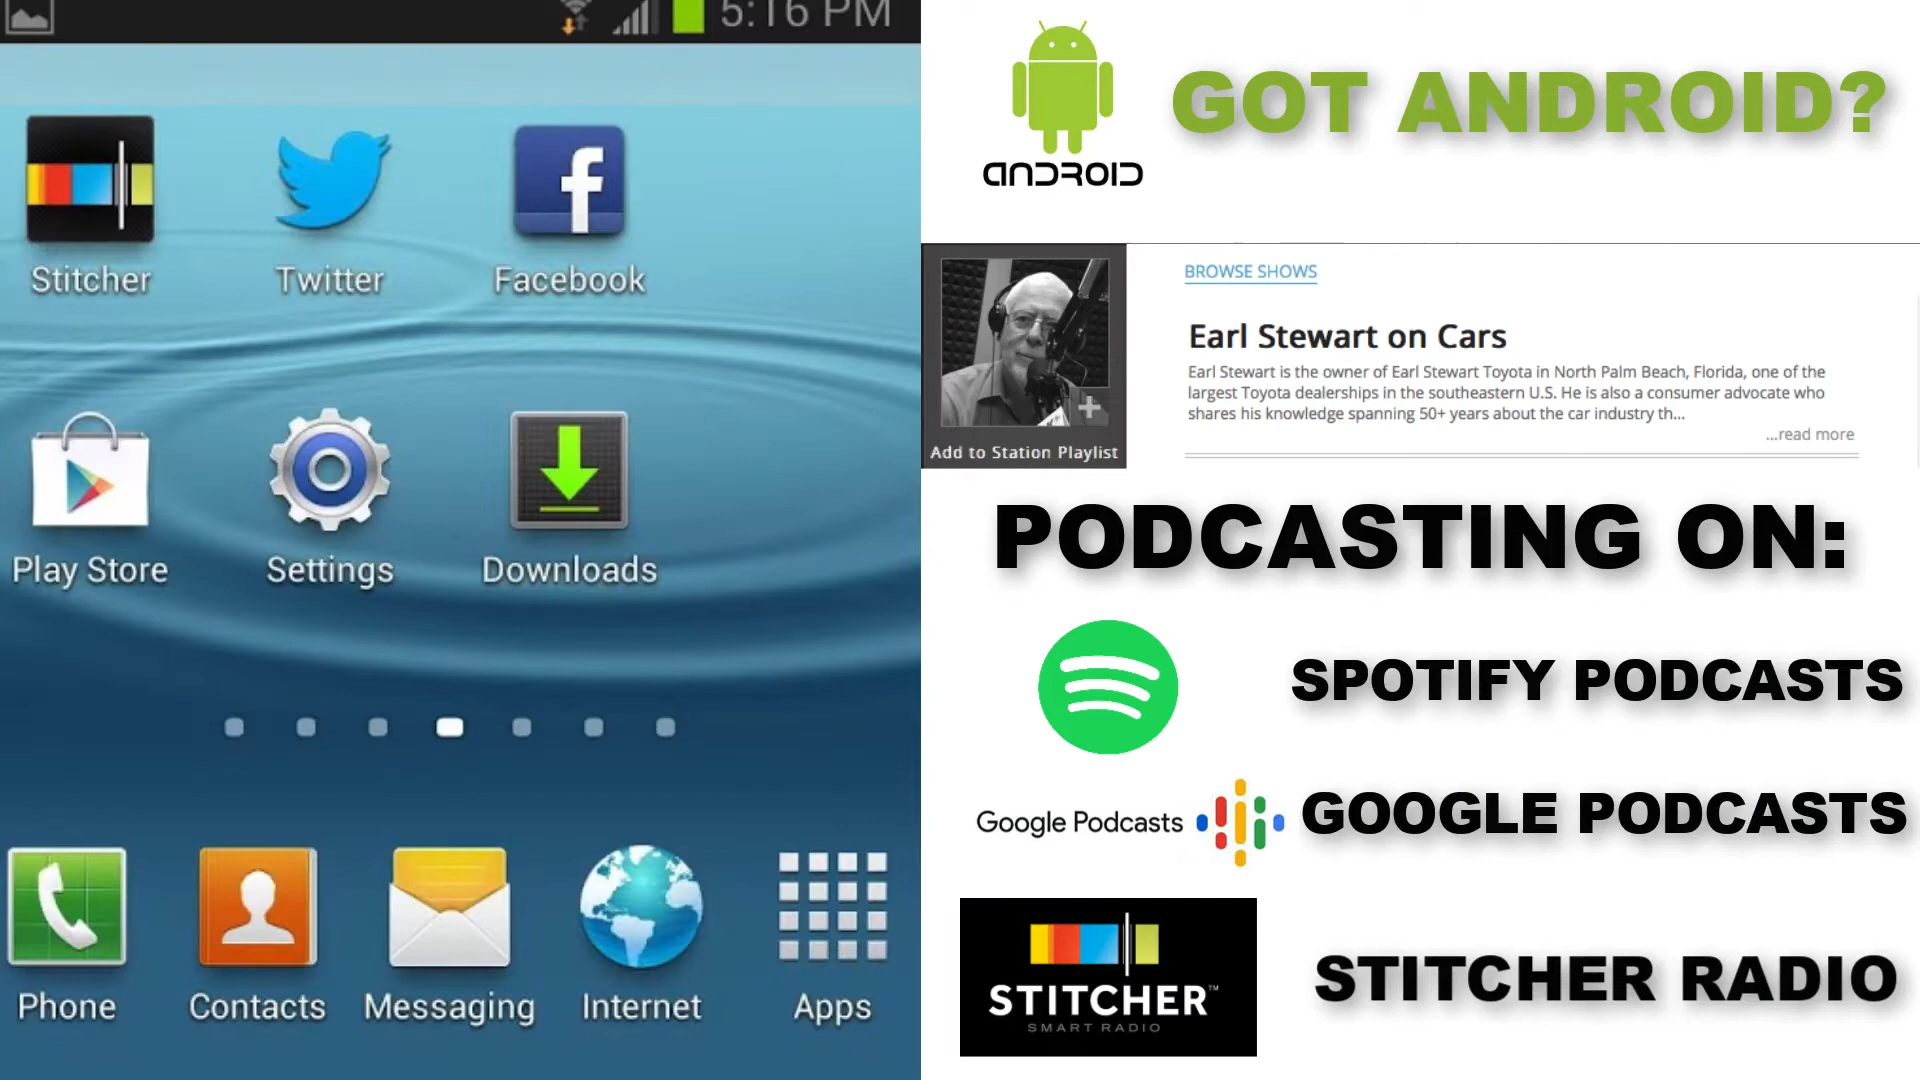 5:16 PM
Stitcher
Twitter
Facebook
Play Store
Settings
Downloads
Phone
Contacts
Messaging
Internet
Apps
ANDROID
GOT ANDROID?
BROWSE SHOWS
Earl Stewart on Cars
Earl Stewart is the owner of Earl Stewart Toyota in North Palm Beach, Florida, one of the
largest Toyota dealerships in the southeastern U.S. He is also a consumer advocate who
shares his knowledge spanning 50+ years about the car industry th...
...read more
Add to Station Playlist
PODCASTING ON:
SPOTIFY PODCASTS
Google Podcasts
GOOGLE PODCASTS
STITCHER™
SMART RADIO
STITCHER RADIO